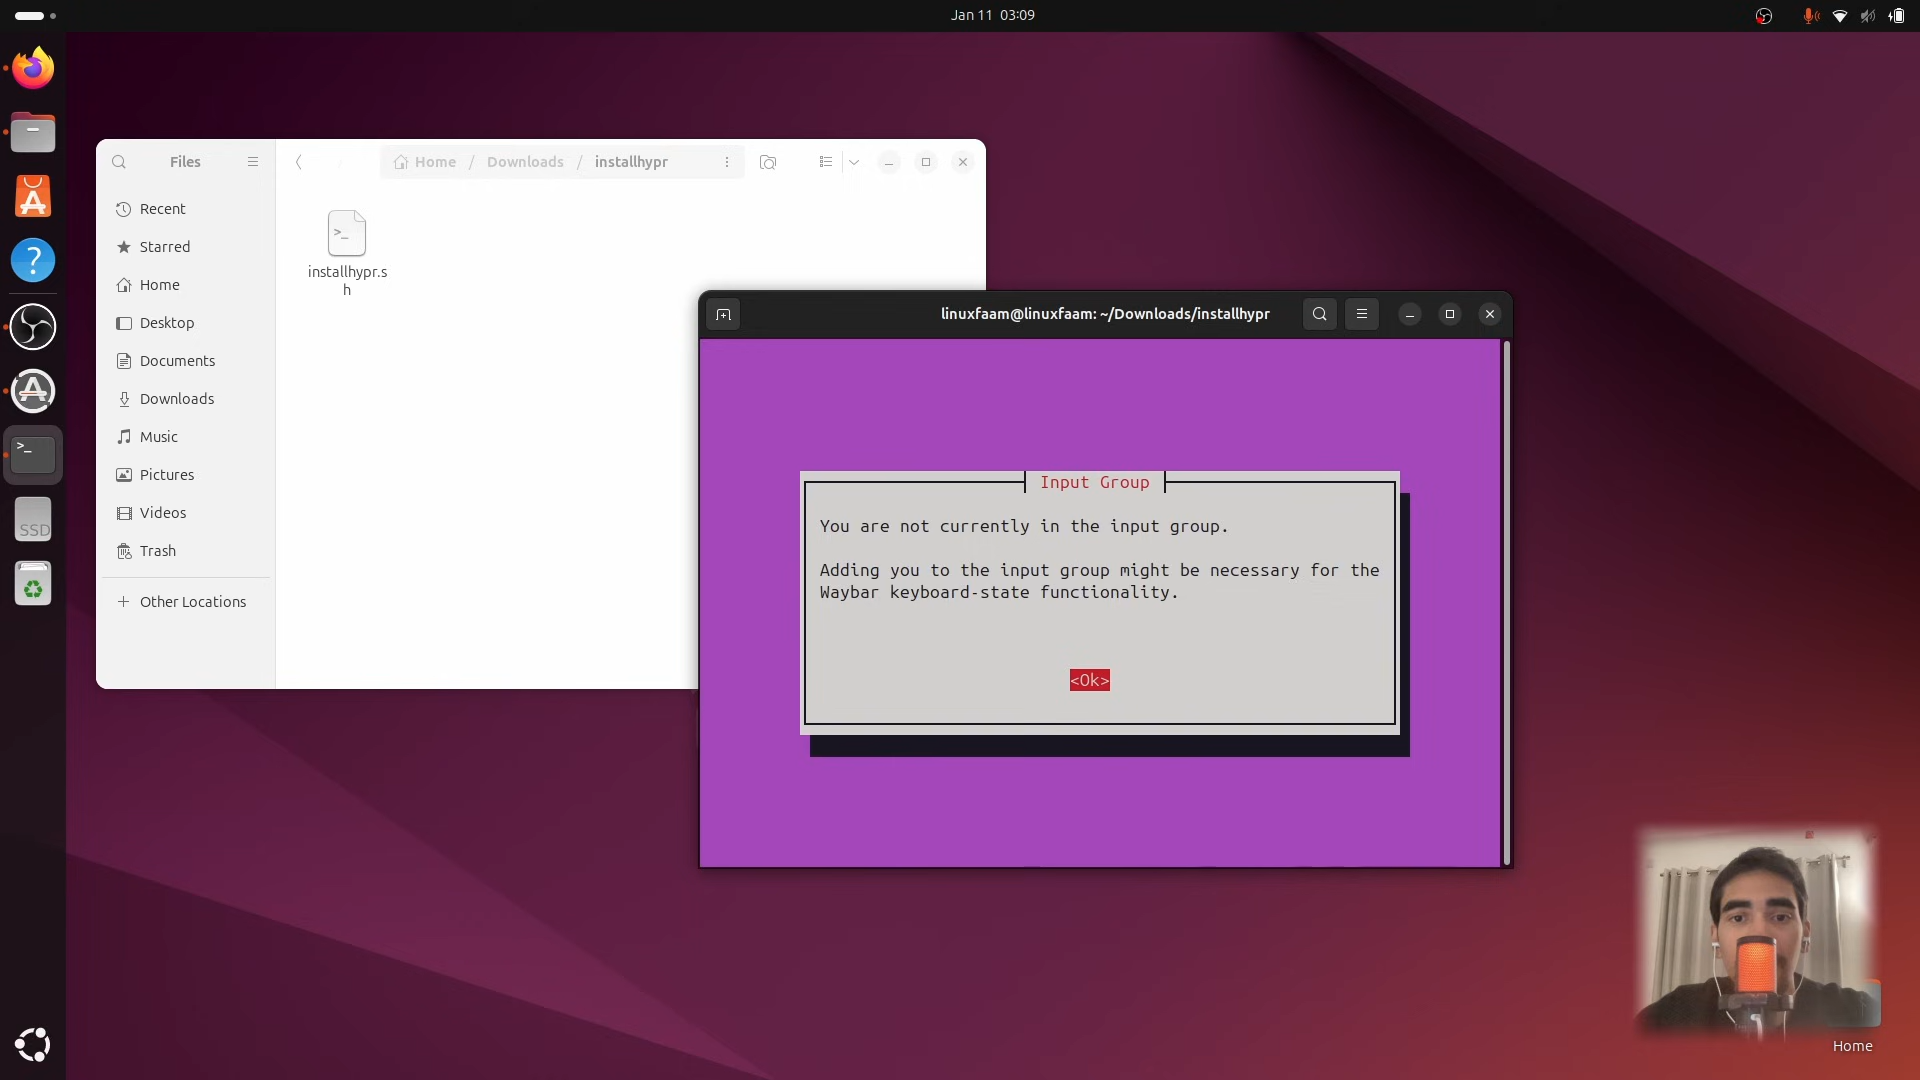 Jan 11 03:09
Files
Home / Downloads / installhypr
Recent
Starred
Home
Desktop
Documents
Downloads
Music
Pictures
Videos
Trash
Other Locations
installhypr.s
h
linuxfaam@linuxfaam: ~/Downloads/installhypr
Input Group
You are not currently in the input group.
Adding you to the input group might be necessary for the
Waybar keyboard-state functionality.
<Ok>
SSD
Home